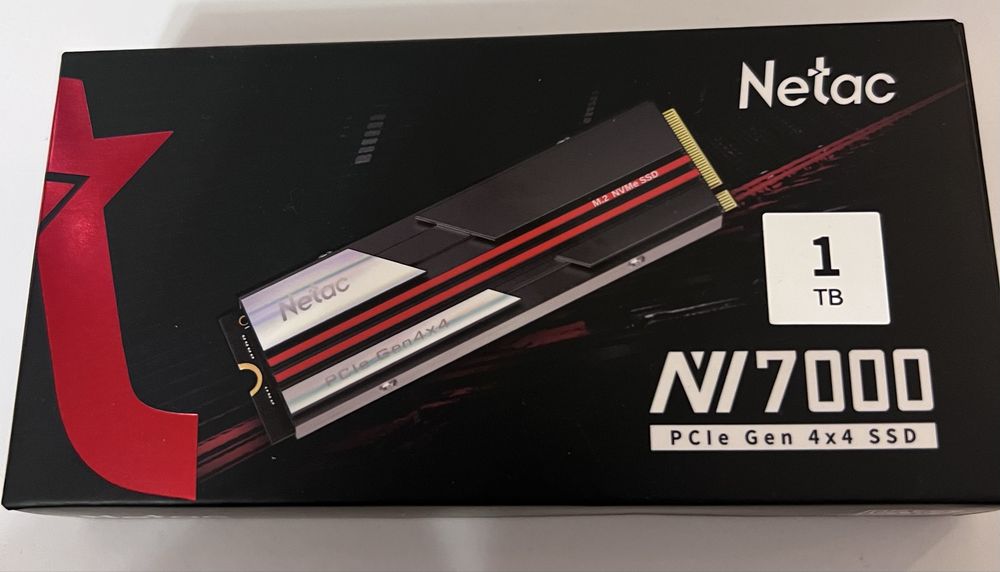 Netac
M.2 NVMe SSD
1
TB
Netac
PCIe Gen4x4
NV7000
PCIe Gen 4x4 SSD